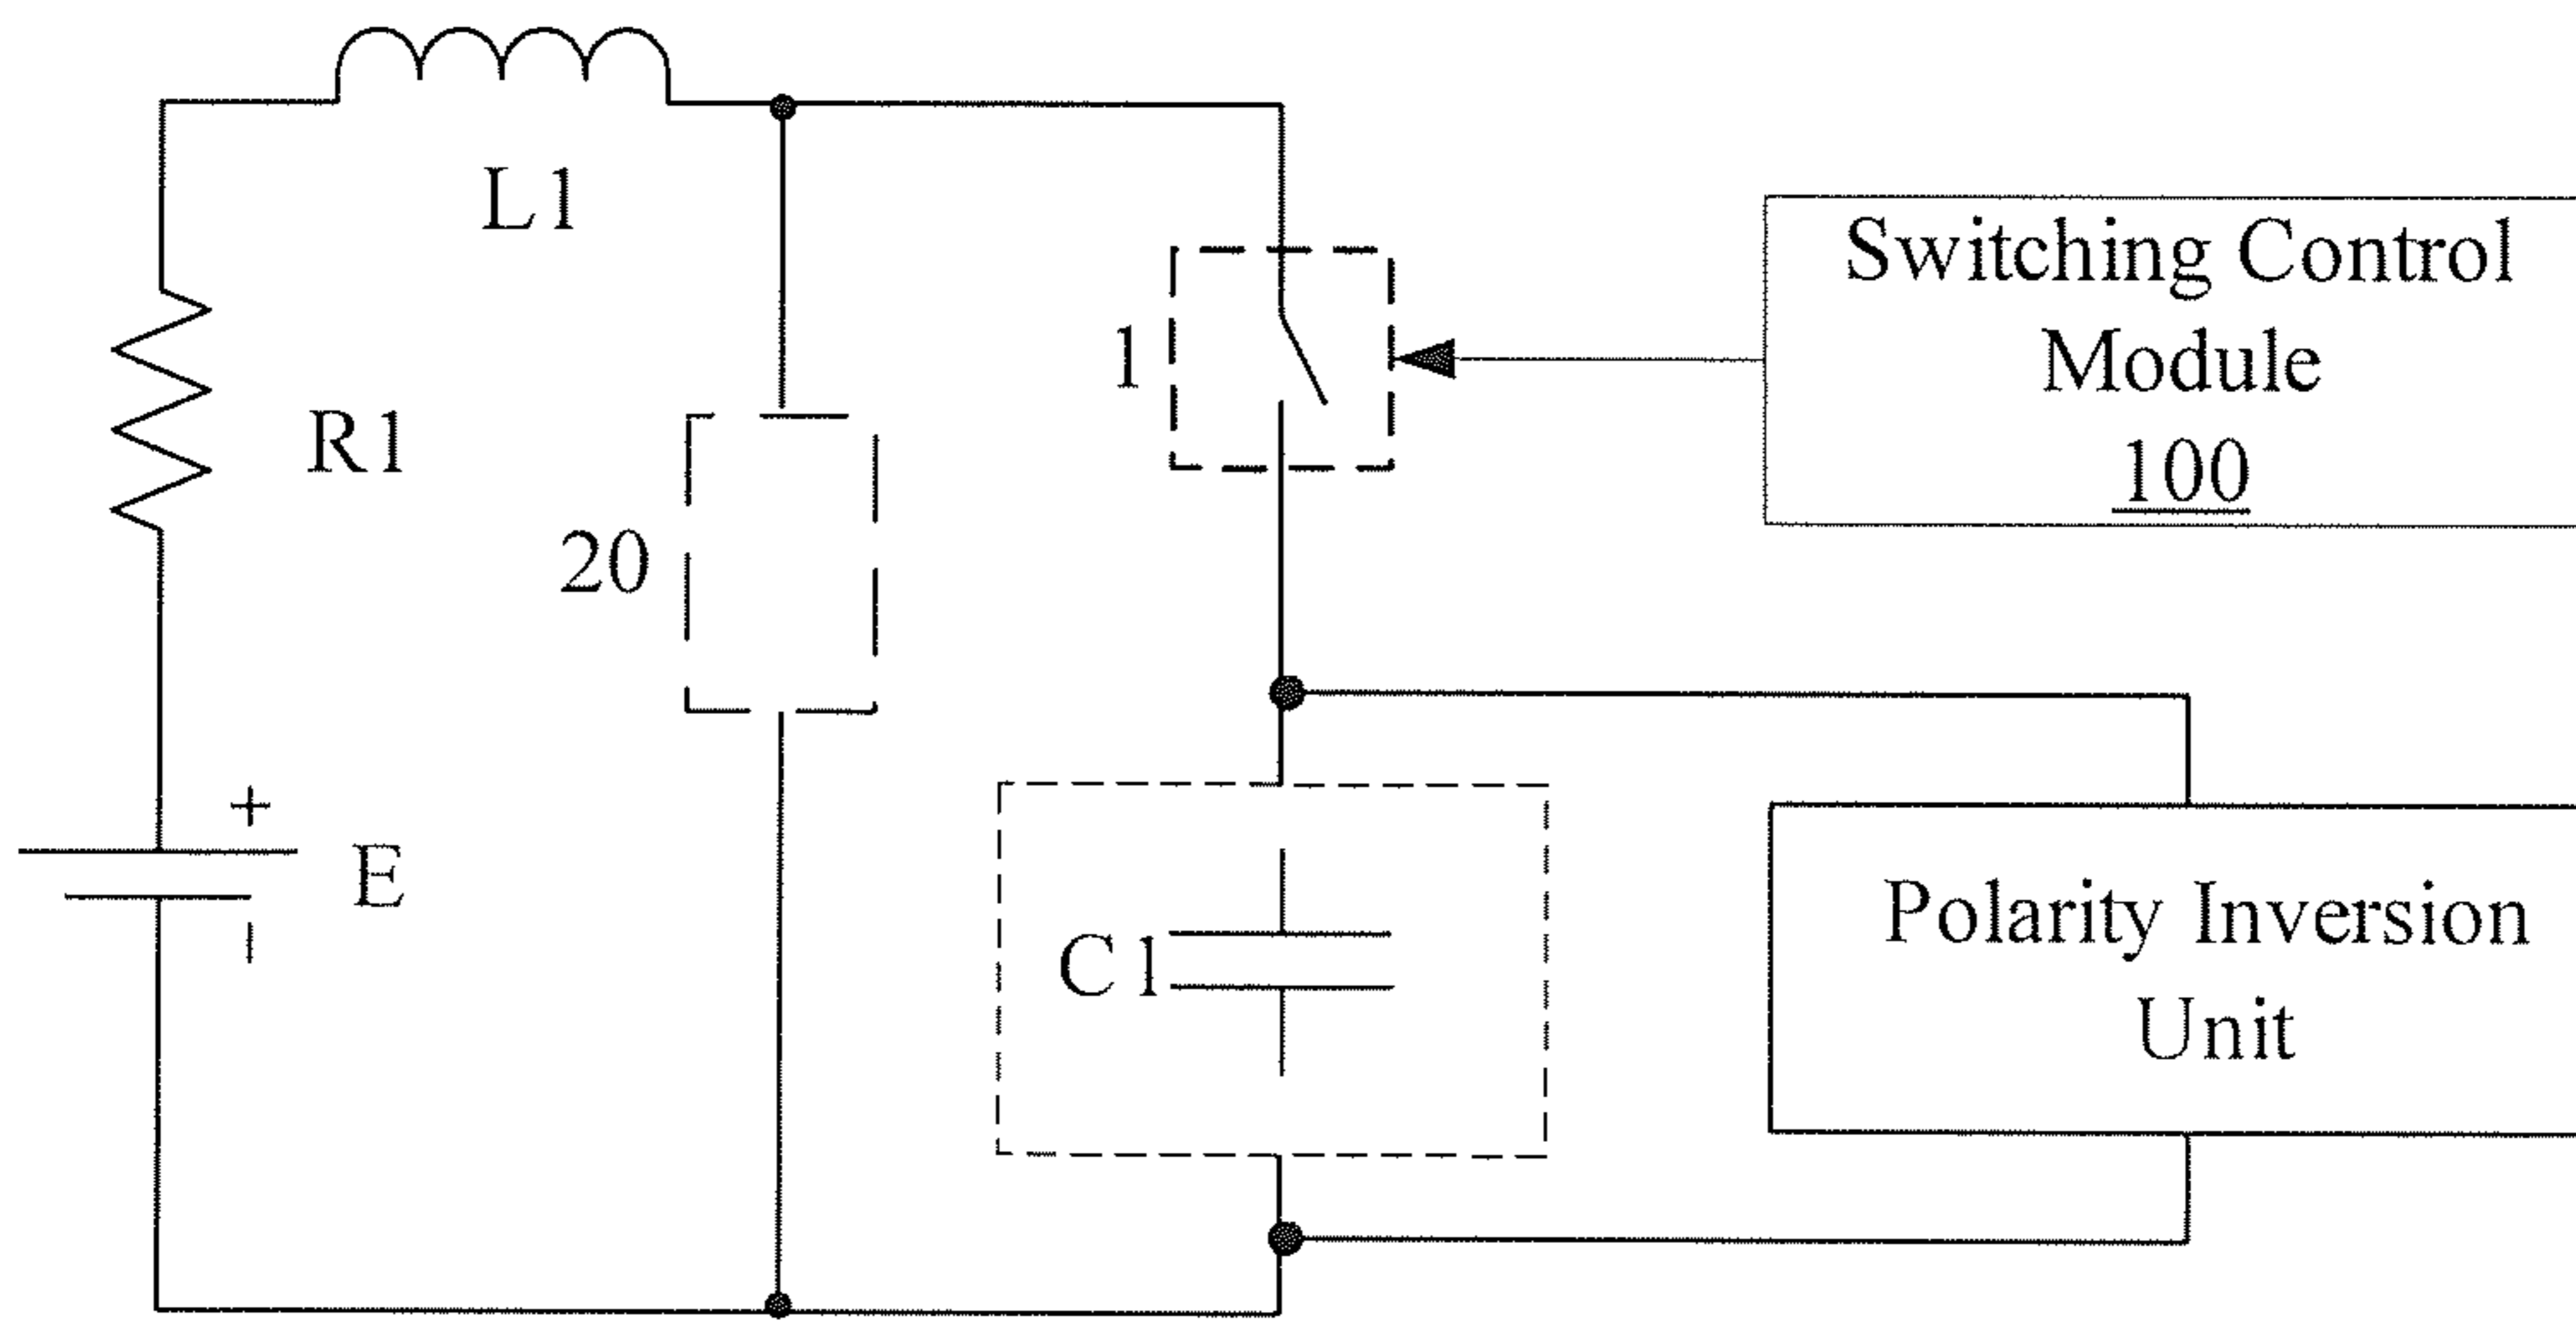 L1
Switching Control
Module
100
1
R1
20
+
E
−
Polarity Inversion
Unit
C1